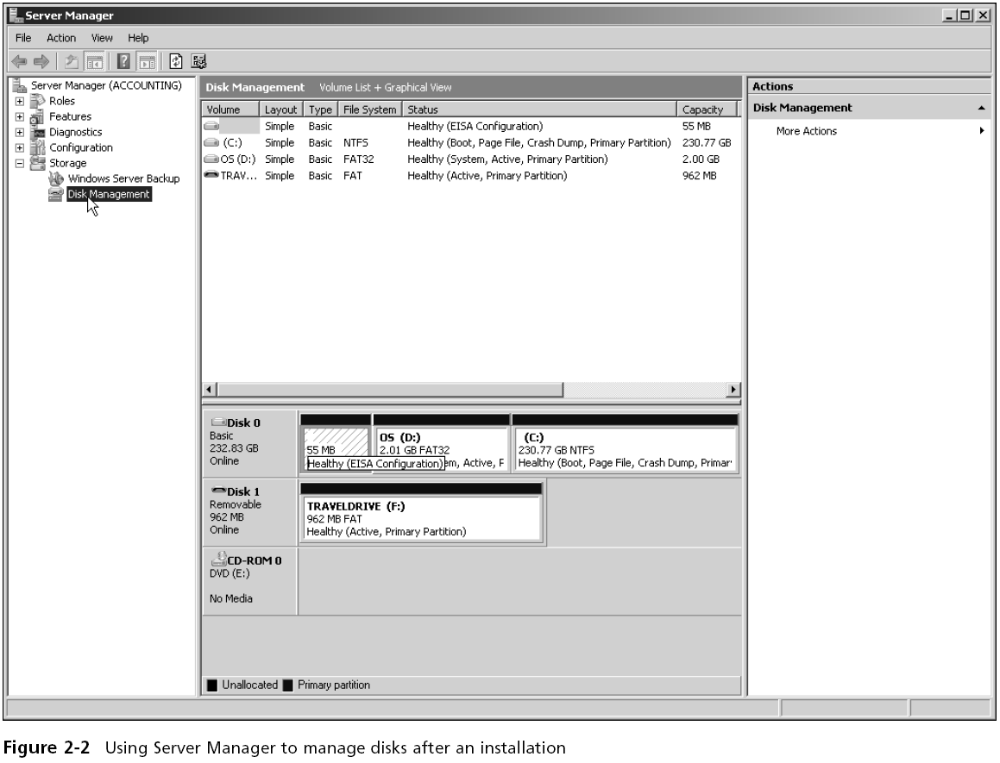 Server Manager
File Action View Help
Server Manager (ACCOUNTING)
Roles
Features
Diagnostics
Configuration
Storage
Windows Server Backup
Disk Management
Disk Management Volume List + Graphical View
Volume Layout Type File System Status Capacity
Simple Basic Healthy (EISA Configuration) 55 MB
(C:) Simple Basic NTFS Healthy (Boot, Page File, Crash Dump, Primary Partition) 230.77 GB
OS (D:) Simple Basic FAT32 Healthy (System, Active, Primary Partition) 2.00 GB
TRAV... Simple Basic FAT Healthy (Active, Primary Partition) 962 MB
Disk 0
Basic
232.83 GB
Online
55 MB
Healthy (EISA Configuration)
OS (D:)
2.01 GB FAT32
em, Active, F
(C:)
230.77 GB NTFS
Healthy (Boot, Page File, Crash Dump, Primar
Disk 1
Removable
962 MB
Online
TRAVELDRIVE (F:)
962 MB FAT
Healthy (Active, Primary Partition)
CD-ROM 0
DVD (E:)
No Media
Unallocated Primary partition
Actions
Disk Management
More Actions
Figure 2-2 Using Server Manager to manage disks after an installation